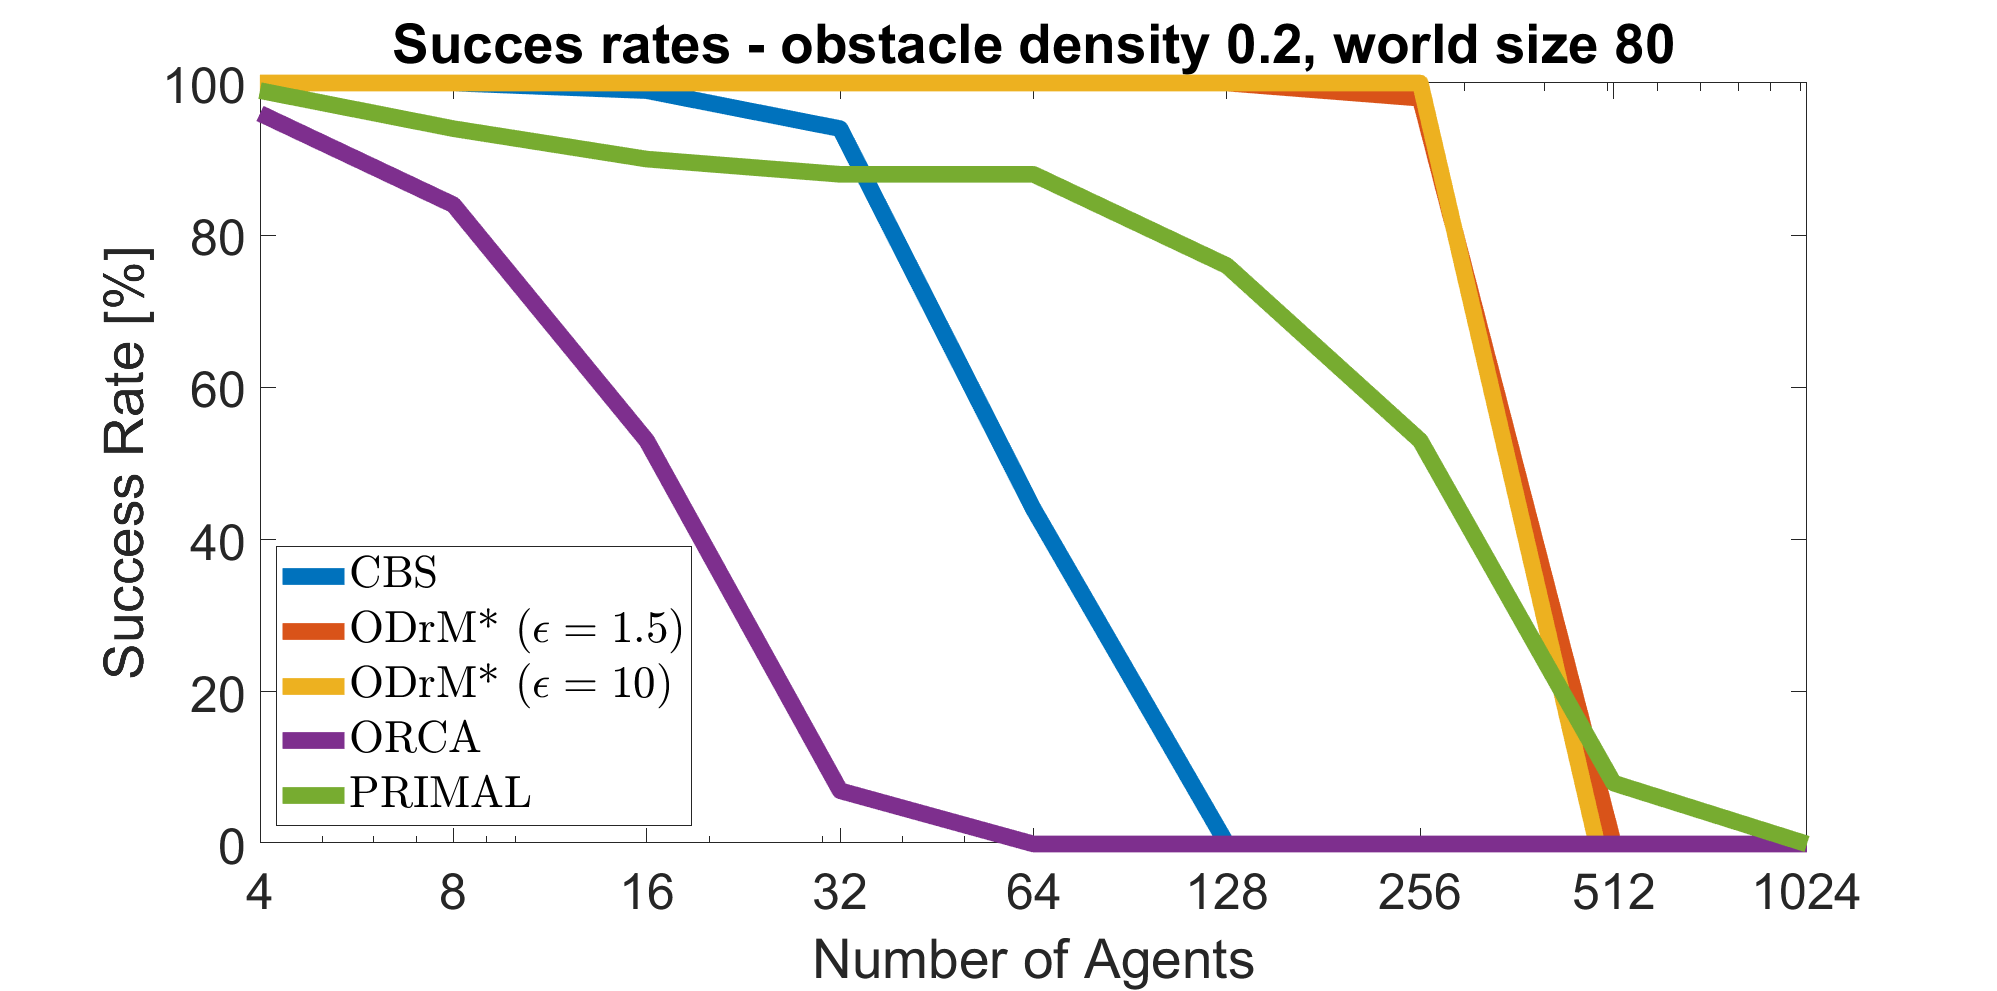 Succes rates - obstacle density 0.2, world size 80
100
80
60
40
20
0
Success Rate [%]
CBS
ODrM* (ϵ = 1.5)
ODrM* (ϵ = 10)
ORCA
PRIMAL
4 8 16 32 64 128 256 512 1024
Number of Agents